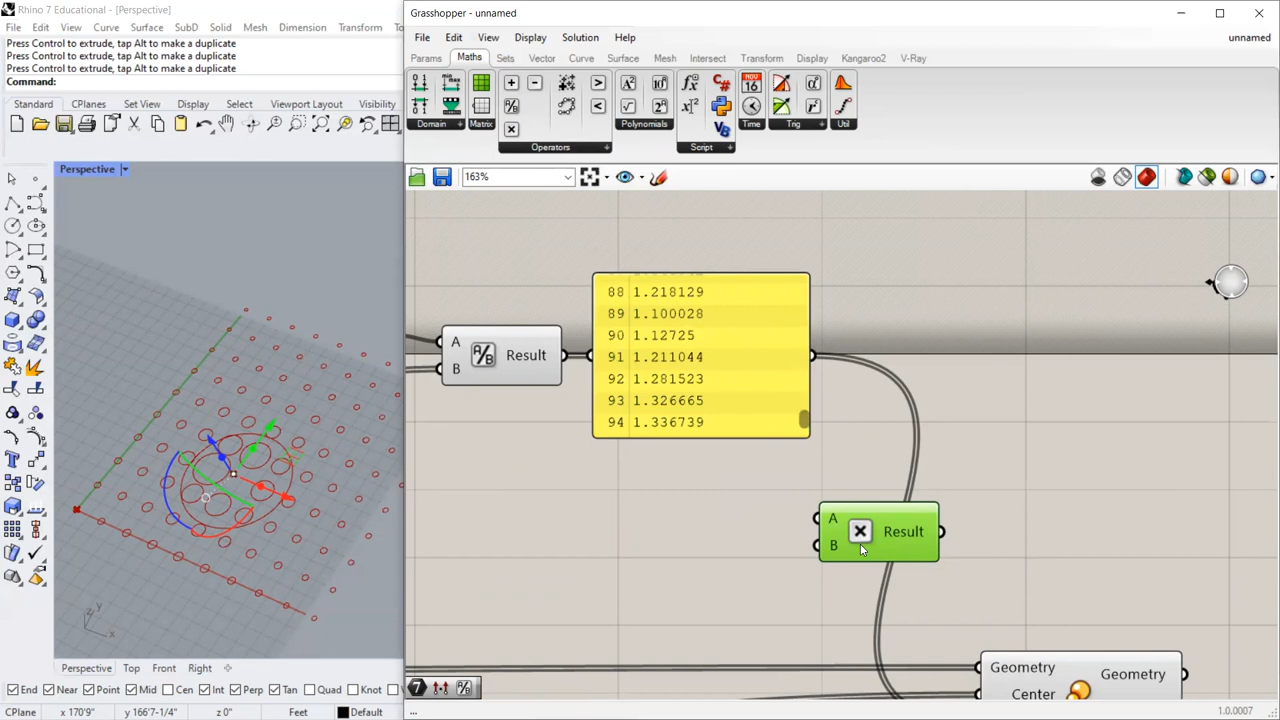 Rhino 7 Educational - [Perspective]
File Edit View Curve Surface SubD Solid Mesh Dimension Transform
Press Control to extrude, tap Alt to make a duplicate
Press Control to extrude, tap Alt to make a duplicate
Press Control to extrude, tap Alt to make a duplicate
Command:
Standard CPlanes Set View Display Select Viewport Layout Visibility
Perspective
z y x
Perspective Top Front Right
End Near Point Mid Cen Int Perp Tan Quad Knot
CPlane x 170'9" y 166'7-1/4" z 0" Feet Default
Grasshopper - unnamed
File Edit View Display Solution Help unnamed
Params Maths Sets Vector Curve Surface Mesh Intersect Transform Display Kangaroo2 V-Ray
Domain Matrix Operators Polynomials Script Time Trig Util
NOV 16
163%
88 1.218129
89 1.100028
90 1.12725
91 1.211044
92 1.281523
93 1.326665
94 1.336739
A B A/B Result
A B Result
Geometry Center Geometry
... 1.0.0007